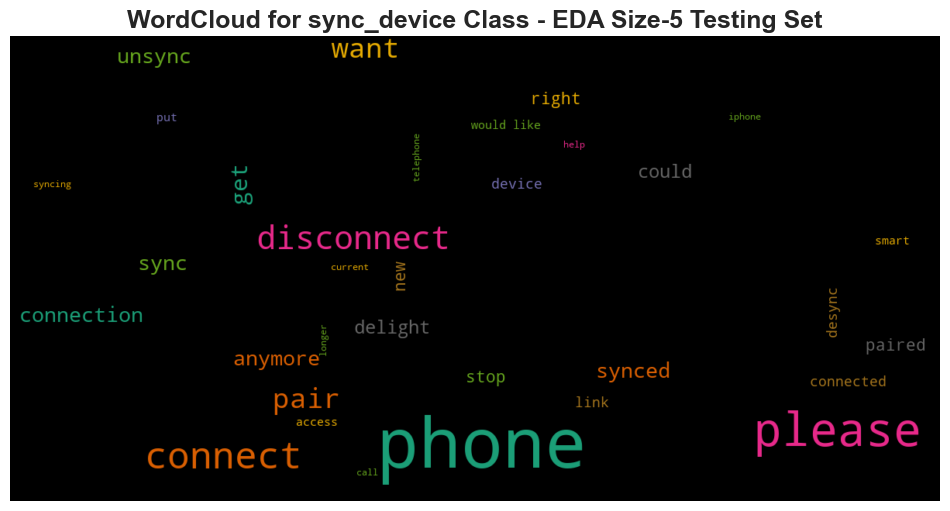 WordCloud for sync_device Class - EDA Size-5 Testing Set
want
unsync
right
put
would like
iphone
help
telephone
could
syncing
get
device
disconnect
smart
sync
current
new
connection
desync
delight
longer
paired
anymore
stop
synced
connected
pair
link
access
please
phone
connect
call